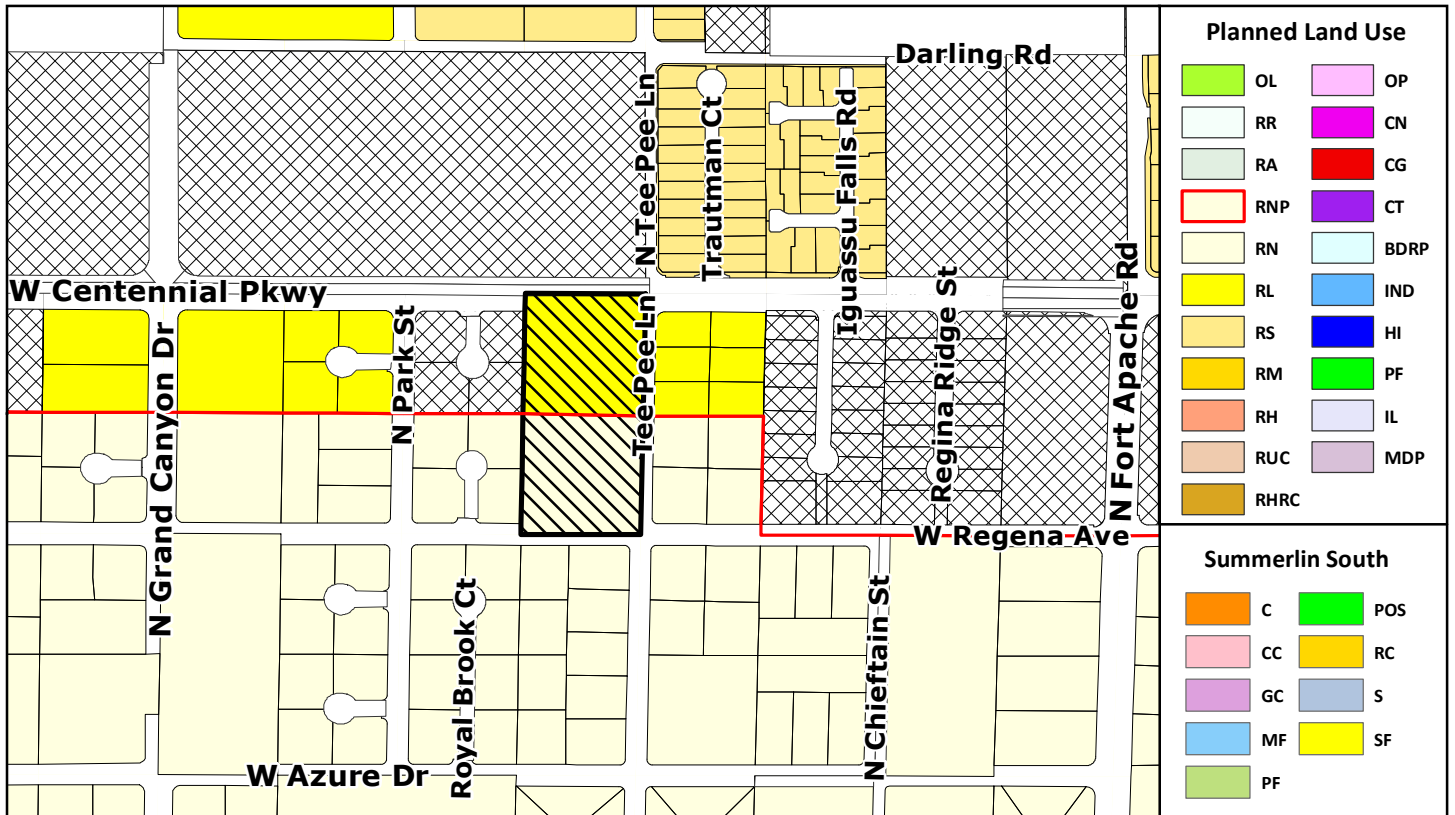 Darling Rd
N Tee Pee Ln
Trautman Ct
Iguassu Falls Rd
W Centennial Pkwy
N Grand Canyon Dr
N Park St
Tee Pee Ln
Regina Ridge St
N Fort Apache Rd
W Regena Ave
Royal Brook Ct
N Chieftain St
W Azure Dr
Planned Land Use
OL
OP
RR
CN
RA
CG
RNP
CT
RN
BDRP
RL
IND
RS
HI
RM
PF
RH
IL
RUC
MDP
RHRC
Summerlin South
C
POS
CC
RC
GC
S
MF
SF
PF